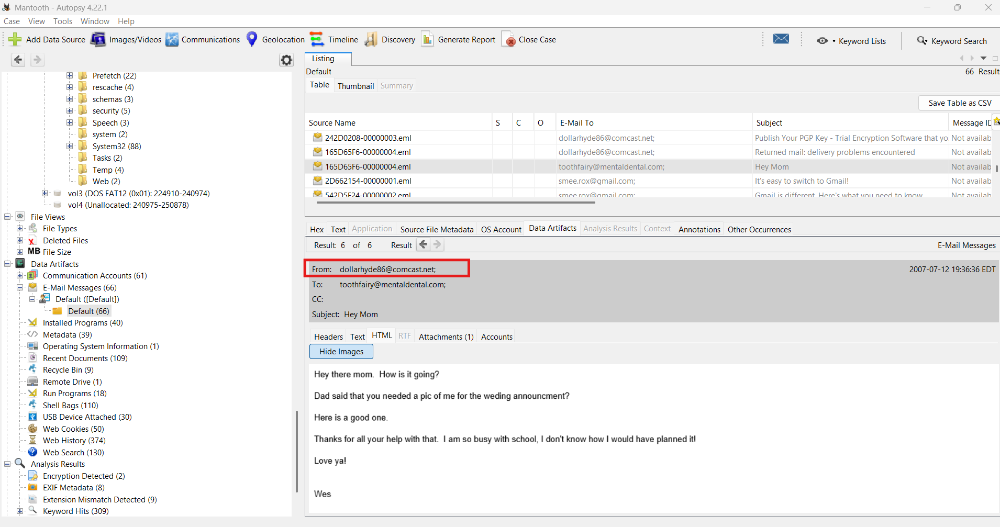 Mantooth - Autopsy 4.22.1
Case View Tools Window Help
Add Data Source Images/Videos Communications Geolocation Timeline Discovery Generate Report Close Case Keyword Lists Keyword Search
Prefetch (22)
rescache (4)
schemas (3)
security (5)
Speech (3)
system (2)
System32 (88)
Tasks (2)
Temp (4)
Web (2)
vol3 (DOS FAT12 (0x01): 224910-240974)
vol4 (Unallocated: 240975-250878)
File Views
File Types
Deleted Files
MB File Size
Data Artifacts
Communication Accounts (61)
E-Mail Messages (66)
Default ([Default])
Default (66)
Installed Programs (40)
Metadata (39)
Operating System Information (1)
Recent Documents (109)
Recycle Bin (9)
Remote Drive (1)
Run Programs (18)
Shell Bags (110)
USB Device Attached (30)
Web Cookies (50)
Web History (374)
Web Search (130)
Analysis Results
Encryption Detected (2)
EXIF Metadata (8)
Extension Mismatch Detected (9)
Keyword Hits (309)
Listing
Default 66 Result
Table Thumbnail Summary
Save Table as CSV
Source Name S C O E-Mail To Subject Message ID
242D0208-00000003.eml dollarhyde86@comcast.net; Publish Your PGP Key - Trial Encryption Software that yo Not availab
165D65F6-00000004.eml dollarhyde86@comcast.net; Returned mail: delivery problems encountered Not availab
165D65F6-00000004.eml toothfairy@mentaldental.com; Hey Mom Not availab
2D662154-00000001.eml smee.rox@gmail.com; It's easy to switch to Gmail! Not availab
542D5F24-00000002.eml smee.rox@gmail.com; Gmail is different. Here's what you need to know. Not availab
Hex Text Application Source File Metadata OS Account Data Artifacts Analysis Results Context Annotations Other Occurrences
Result: 6 of 6 Result E-Mail Messages
From: dollarhyde86@comcast.net; 2007-07-12 19:36:36 EDT
To: toothfairy@mentaldental.com;
CC:
Subject: Hey Mom
Headers Text HTML RTF Attachments (1) Accounts
Hide Images
Hey there mom. How is it going?
Dad said that you needed a pic of me for the weding announcment?
Here is a good one.
Thanks for all your help with that. I am so busy with school, I don't know how I would have planned it!
Love ya!
Wes